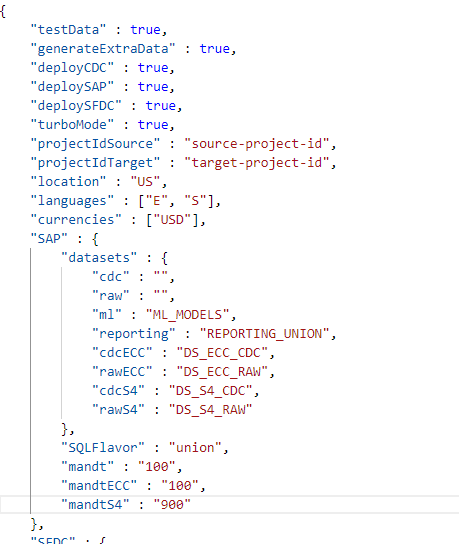 {
"testData" : true,
"generateExtraData" : true,
"deployCDC" : true,
"deploySAP" : true,
"deploySFDC" : true,
"turboMode" : true,
"projectIdSource" : "source-project-id",
"projectIdTarget" : "target-project-id",
"location" : "US",
"languages" : ["E", "S"],
"currencies" : ["USD"],
"SAP" : {
"datasets" : {
"cdc" : "",
"raw" : "",
"ml" : "ML_MODELS",
"reporting" : "REPORTING_UNION",
"cdcECC" : "DS_ECC_CDC",
"rawECC" : "DS_ECC_RAW",
"cdcS4" : "DS_S4_CDC",
"rawS4" : "DS_S4_RAW"
},
"SQLFlavor" : "union",
"mandt" : "100",
"mandtECC" : "100",
"mandtS4" : "900"
},
"SFDC" : {